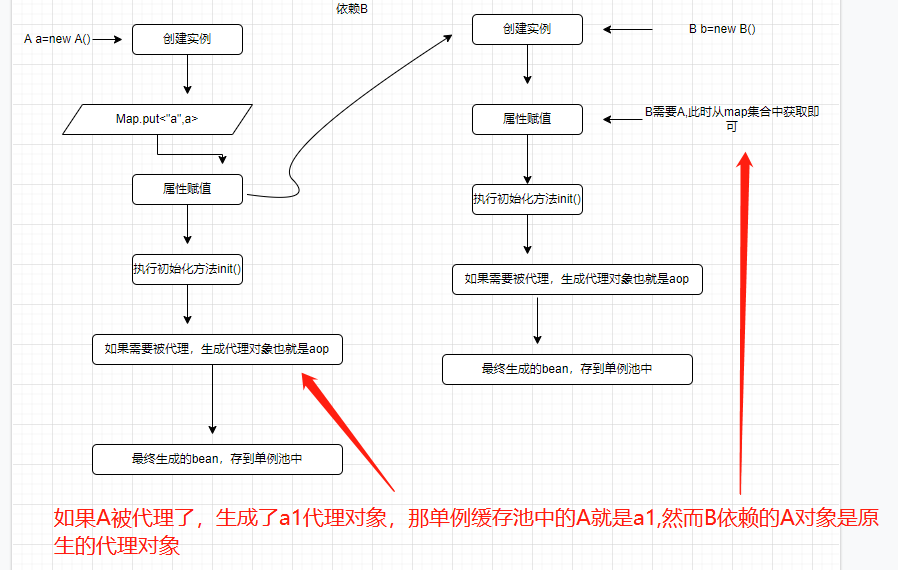 依赖B
A a=new A()
创建实例
Map.put<"a",a>
属性赋值
执行初始化方法init()
如果需要被代理，生成代理对象也就是aop
最终生成的bean，存到单例池中
创建实例
B b=new B()
属性赋值
B需要A,此时从map集合中获取即
可
执行初始化方法init()
如果需要被代理，生成代理对象也就是aop
最终生成的bean，存到单例池中
如果A被代理了，生成了a1代理对象，那单例缓存池中的A就是a1,然而B依赖的A对象是原
生的代理对象